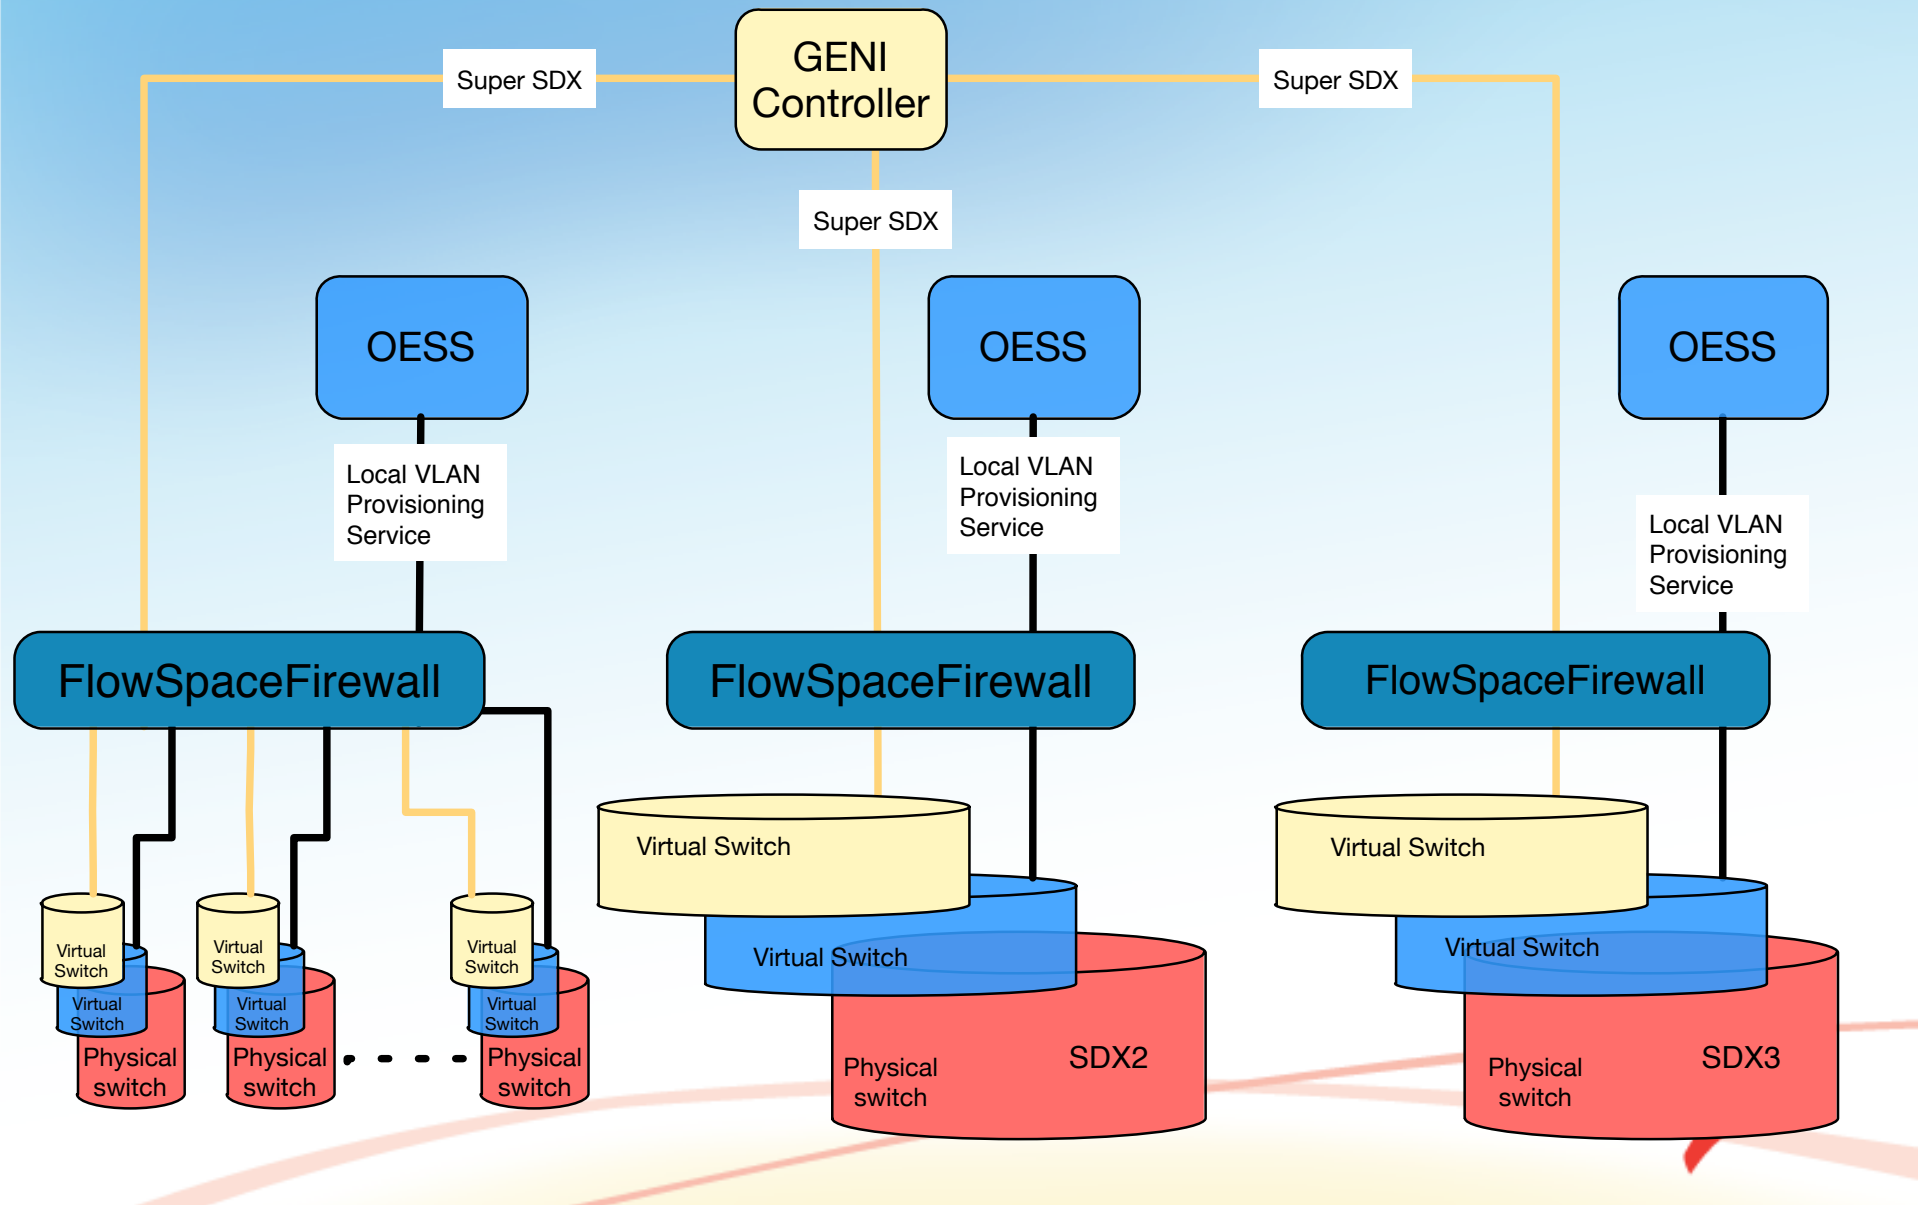 GENI
Controller
Super SDX
Super SDX
Super SDX
OESS
OESS
OESS
Local VLAN
Provisioning
Service
Local VLAN
Provisioning
Service
Local VLAN
Provisioning
Service
FlowSpaceFirewall
FlowSpaceFirewall
FlowSpaceFirewall
Virtual
Switch
Virtual
Switch
Physical
switch
Virtual
Switch
Virtual
Switch
Physical
switch
Virtual
Switch
Virtual
Switch
Physical
switch
Virtual Switch
Virtual Switch
Physical
switch
SDX2
Virtual Switch
Virtual Switch
Physical
switch
SDX3